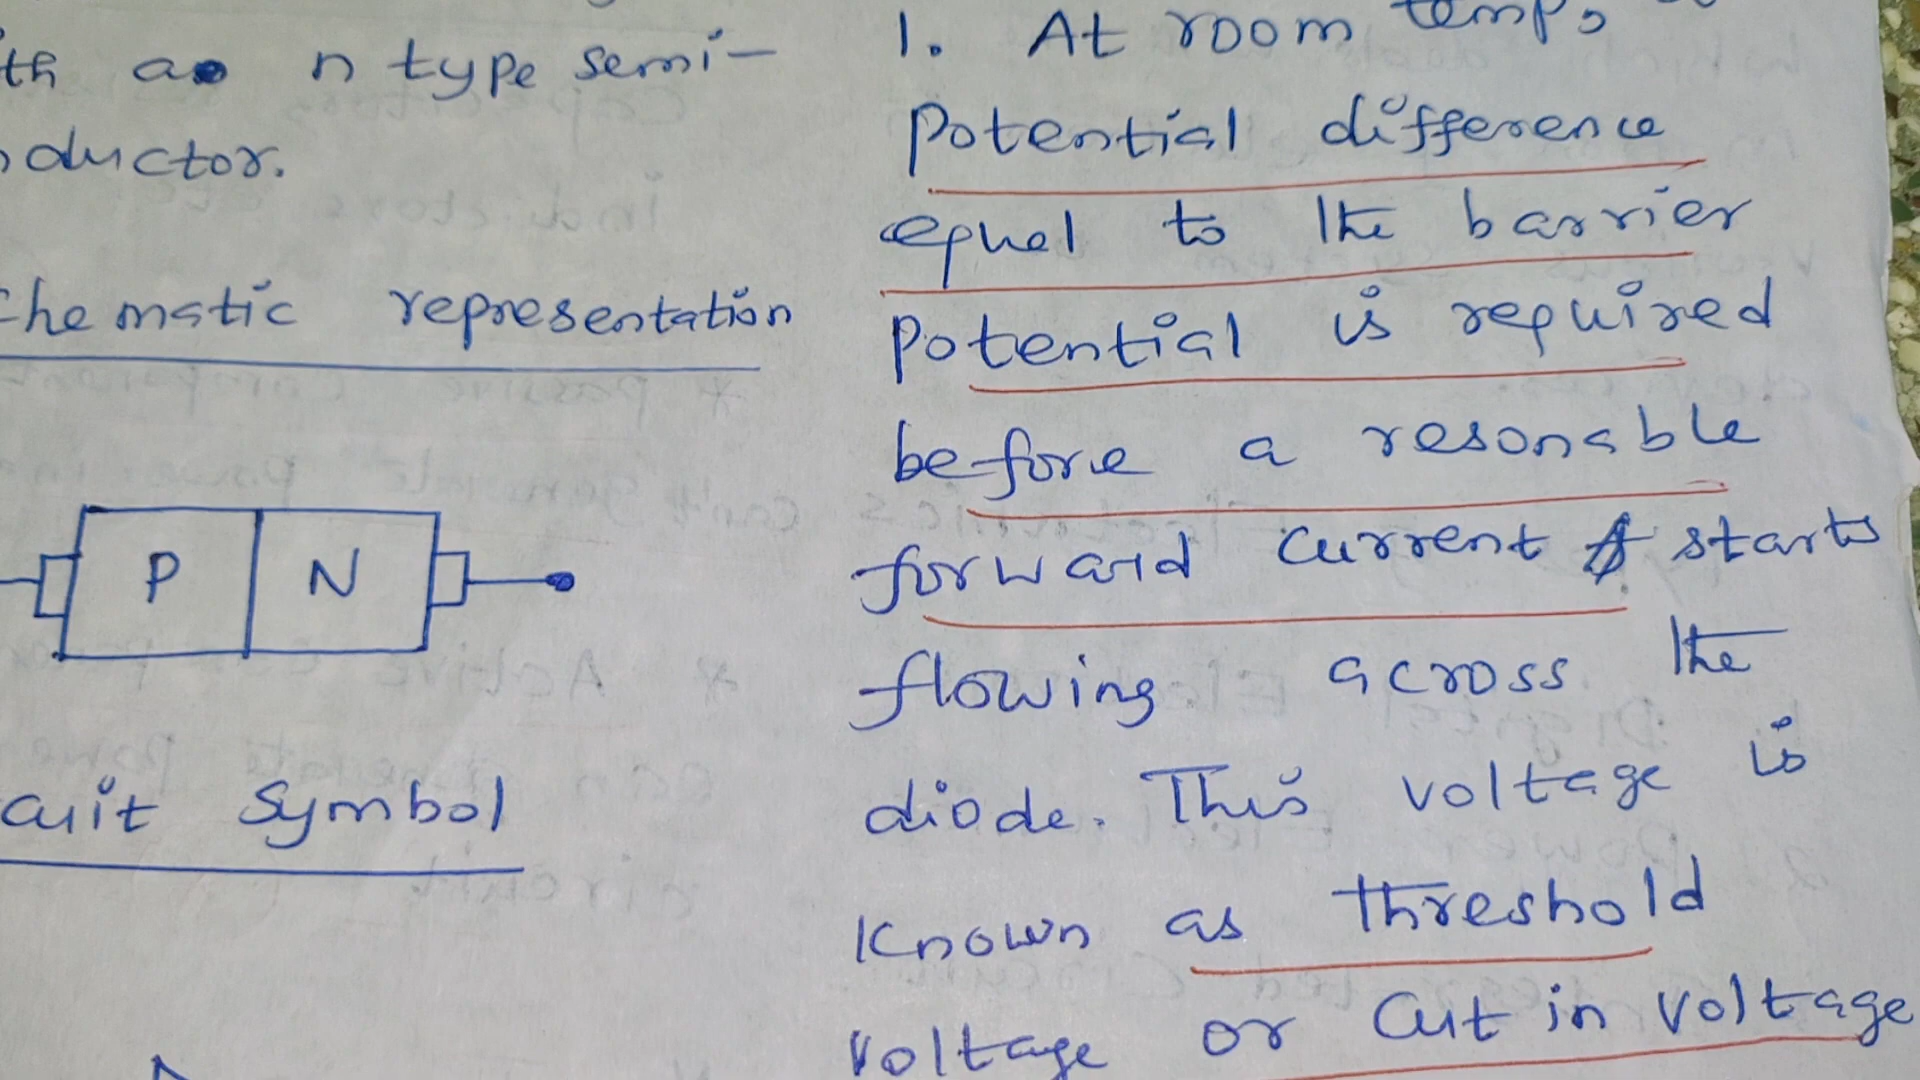 th a n type semi-
ductor.
hematic representation
P N
cuit Symbol
1. At room temp,
Potential difference
equal to the barrier
Potential is required
before a resonable
forward current starts
flowing across the
diode. This voltage is
known as threshold
voltage or cut in voltage